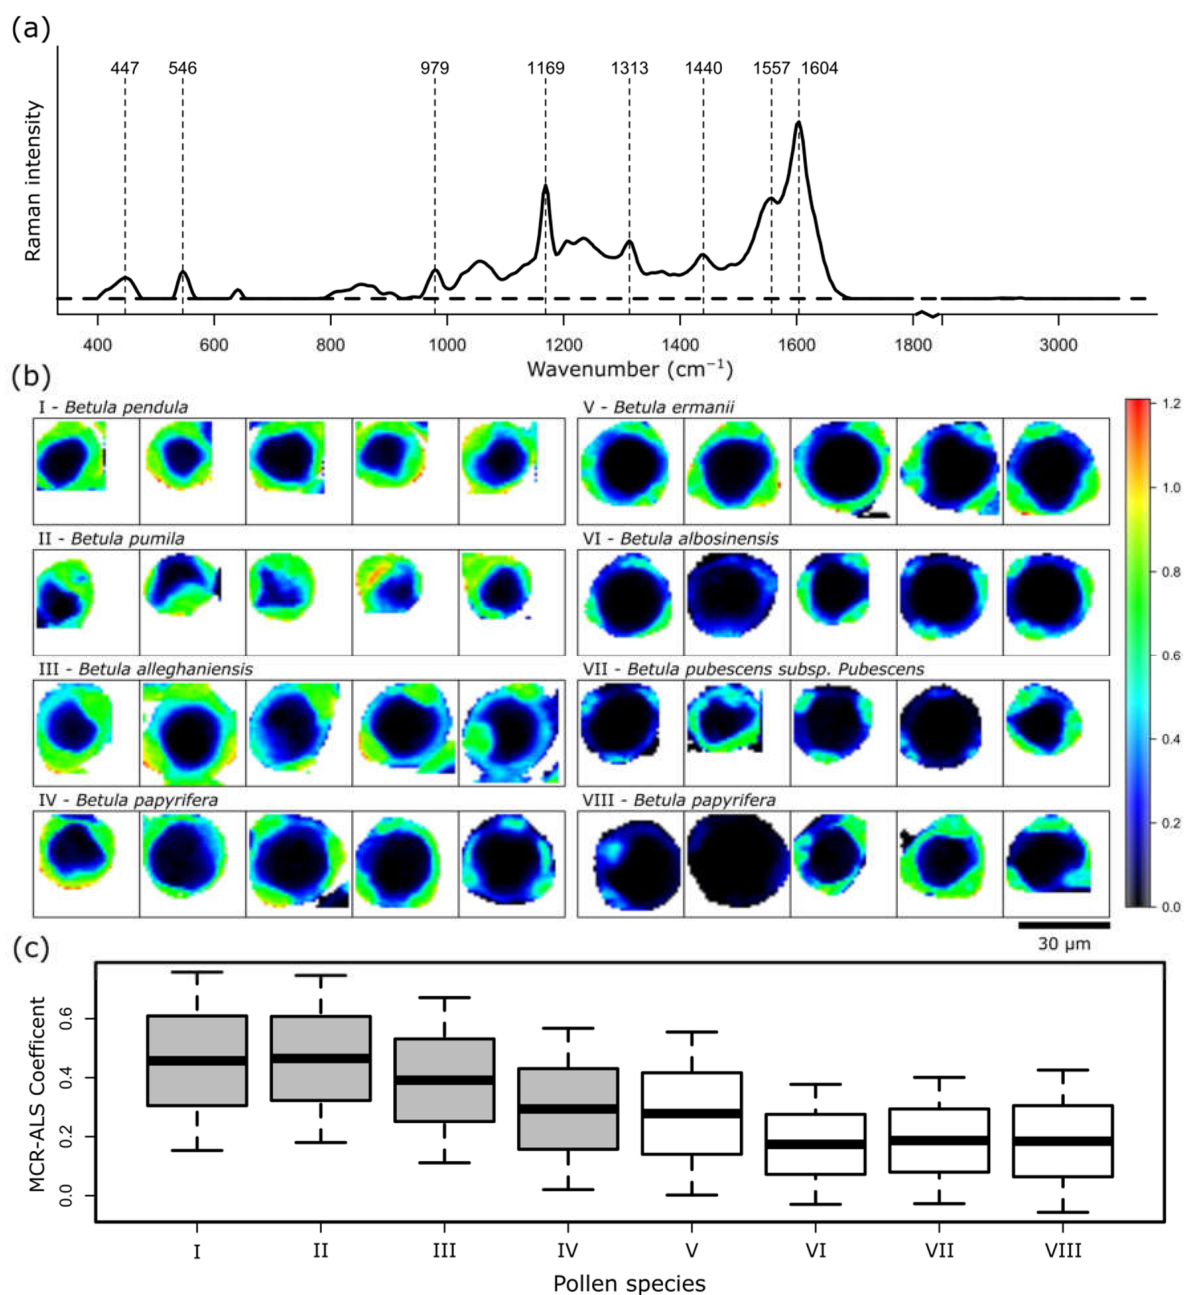 (a)
447 546 979 1169 1313 1440 1557 1604
Raman intensity
400 600 800 1000 1200 1400 1600 1800 3000
Wavenumber (cm⁻¹)
(b)
I - Betula pendula
V - Betula ermanii
II - Betula pumila
VI - Betula albosinensis
III - Betula alleghaniensis
VII - Betula pubescens subsp. Pubescens
IV - Betula papyrifera
VIII - Betula papyrifera
1.2
1.0
0.8
0.6
0.4
0.2
0.0
30 µm
(c)
MCR-ALS Coefficent
0.6
0.4
0.2
0.0
I II III IV V VI VII VIII
Pollen species